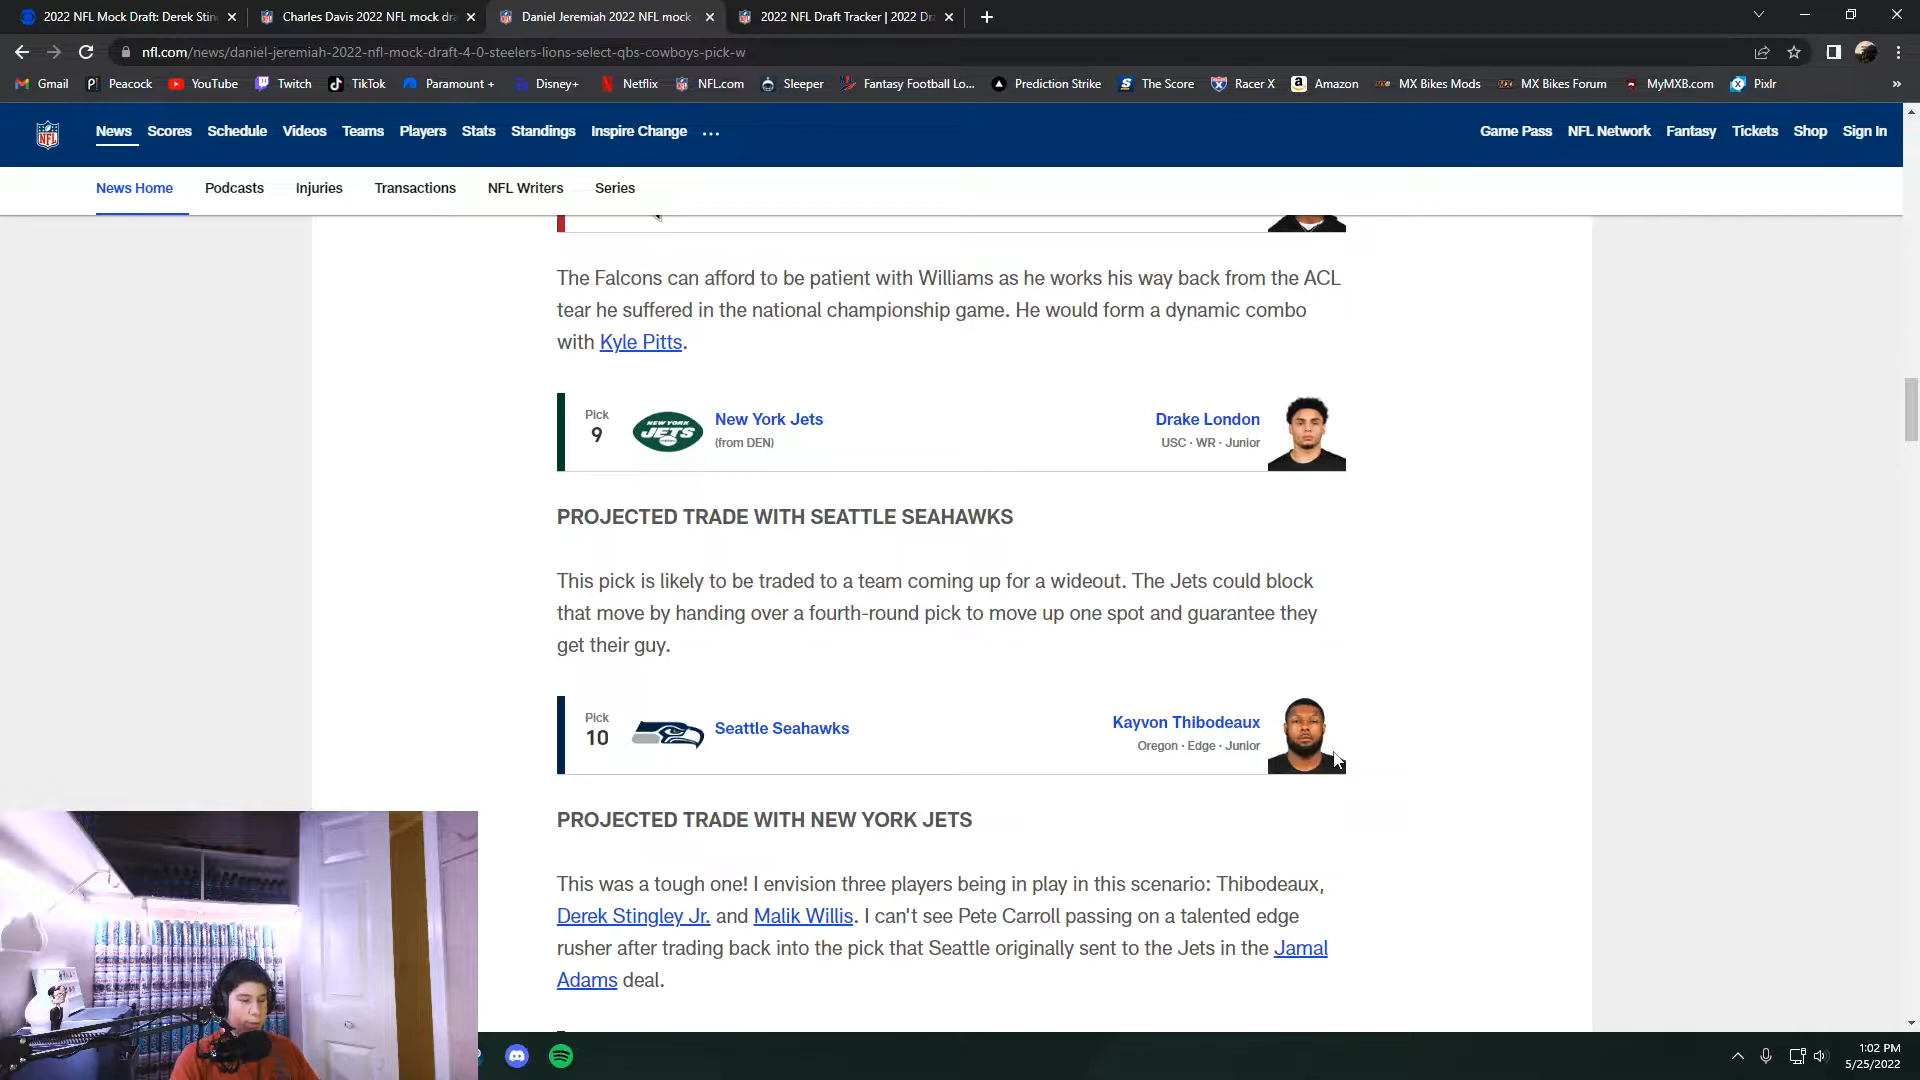 2022 NFL Mock Draft: Derek Stin
Charles Davis 2022 NFL mock dra
Daniel Jeremiah 2022 NFL mock
2022 NFL Draft Tracker | 2022 Dr
nfl.com/news/daniel-jeremiah-2022-nfl-mock-draft-4-0-steelers-lions-select-qbs-cowboys-pick-w
Gmail Peacock YouTube Twitch TikTok Paramount + Disney+ Netflix NFL.com Sleeper Fantasy Football Lo... Prediction Strike The Score Racer X Amazon MX Bikes Mods MX Bikes Forum MyMXB.com Pixlr »
News Scores Schedule Videos Teams Players Stats Standings Inspire Change ... Game Pass NFL Network Fantasy Tickets Shop Sign In
News Home Podcasts Injuries Transactions NFL Writers Series
The Falcons can afford to be patient with Williams as he works his way back from the ACL
tear he suffered in the national championship game. He would form a dynamic combo
with Kyle Pitts.
Pick
9
NEW YORK
JETS
New York Jets
(from DEN)
Drake London
USC · WR · Junior
PROJECTED TRADE WITH SEATTLE SEAHAWKS
This pick is likely to be traded to a team coming up for a wideout. The Jets could block
that move by handing over a fourth-round pick to move up one spot and guarantee they
get their guy.
Pick
10
Seattle Seahawks
Kayvon Thibodeaux
Oregon · Edge · Junior
PROJECTED TRADE WITH NEW YORK JETS
This was a tough one! I envision three players being in play in this scenario: Thibodeaux,
Derek Stingley Jr. and Malik Willis. I can't see Pete Carroll passing on a talented edge
rusher after trading back into the pick that Seattle originally sent to the Jets in the Jamal
Adams deal.
1:02 PM
5/25/2022